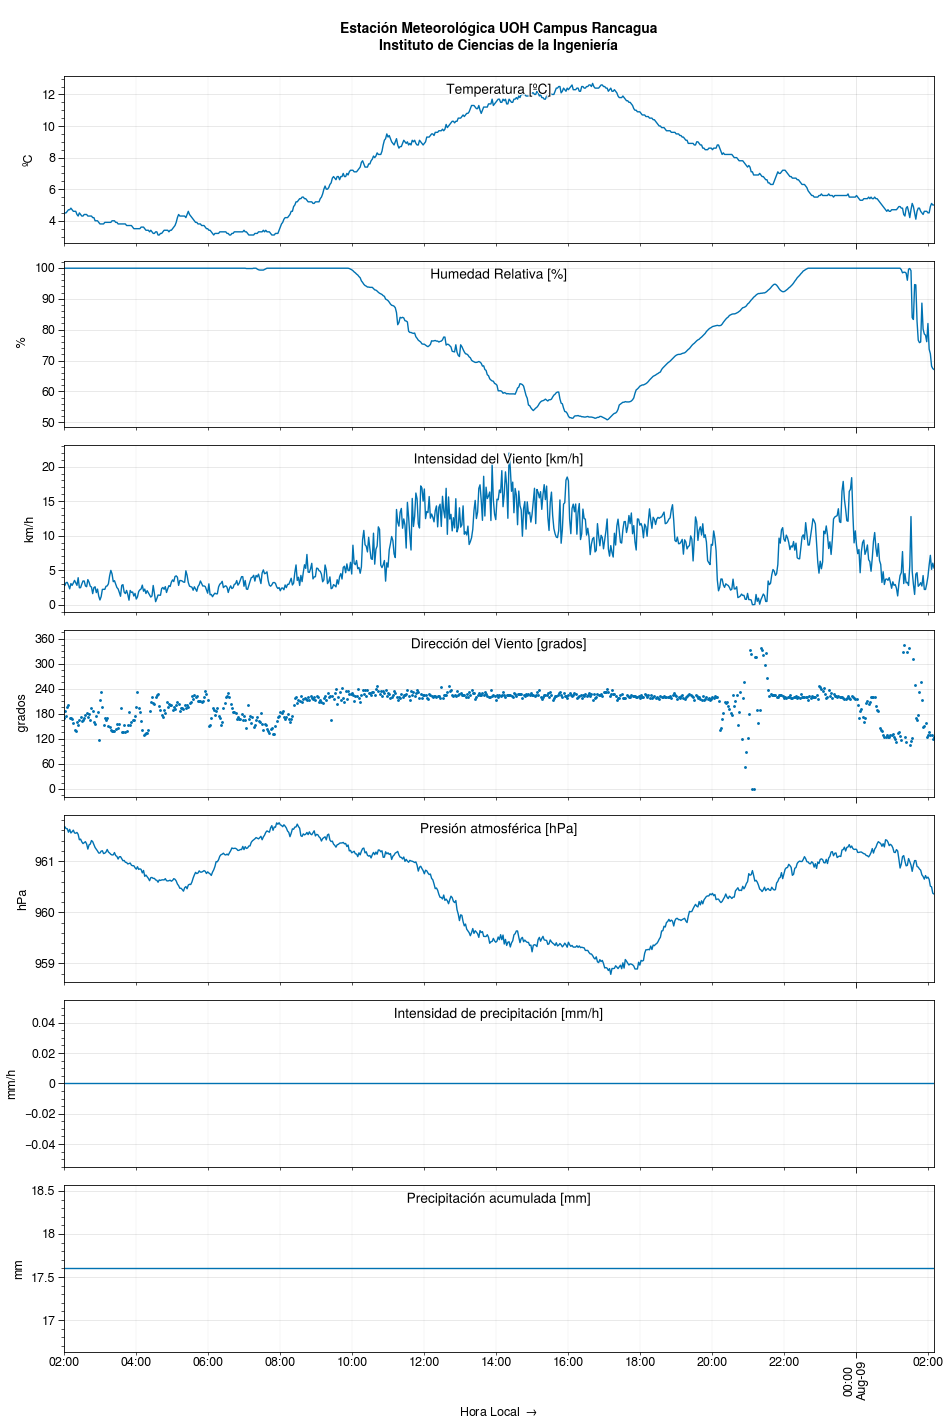 Estación Meteorológica UOH Campus Rancagua
Instituto de Ciencias de la Ingeniería
Temperatura [ºC]
ºC
12
10
8
6
4
Humedad Relativa [%]
%
100
90
80
70
60
50
Intensidad del Viento [km/h]
km/h
20
15
10
5
0
Dirección del Viento [grados]
grados
360
300
240
180
120
60
0
Presión atmosférica [hPa]
hPa
961
960
959
Intensidad de precipitación [mm/h]
mm/h
0.04
0.02
0
−0.02
−0.04
Precipitación acumulada [mm]
mm
18.5
18
17.5
17
02:00 04:00 06:00 08:00 10:00 12:00 14:00 16:00 18:00 20:00 22:00 00:00 02:00
Aug-09
Hora Local →